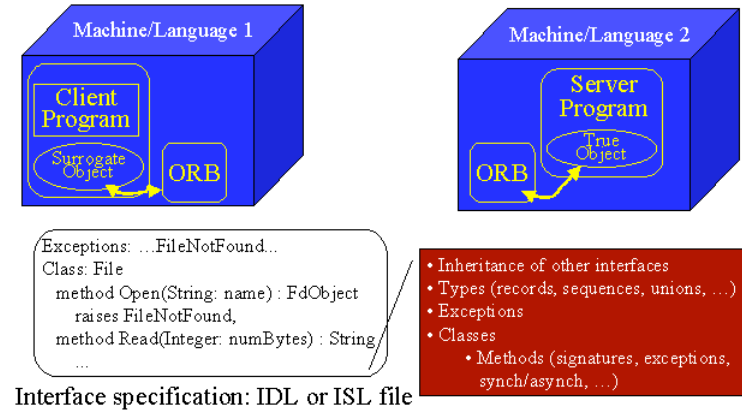 Machine/Language 1
Client
Program
Surrogate
Object
ORB
Machine/Language 2
Server
Program
True
Object
ORB
Exceptions: ...FileNotFound...
Class: File
method Open(String: name) : FdObject
raises FileNotFound,
method Read(Integer: numBytes) : String
...
Interface specification: IDL or ISL file
• Inheritance of other interfaces
• Types (records, sequences, unions, ...)
• Exceptions
• Classes
• Methods (signatures, exceptions,
synch/asynch, ...)